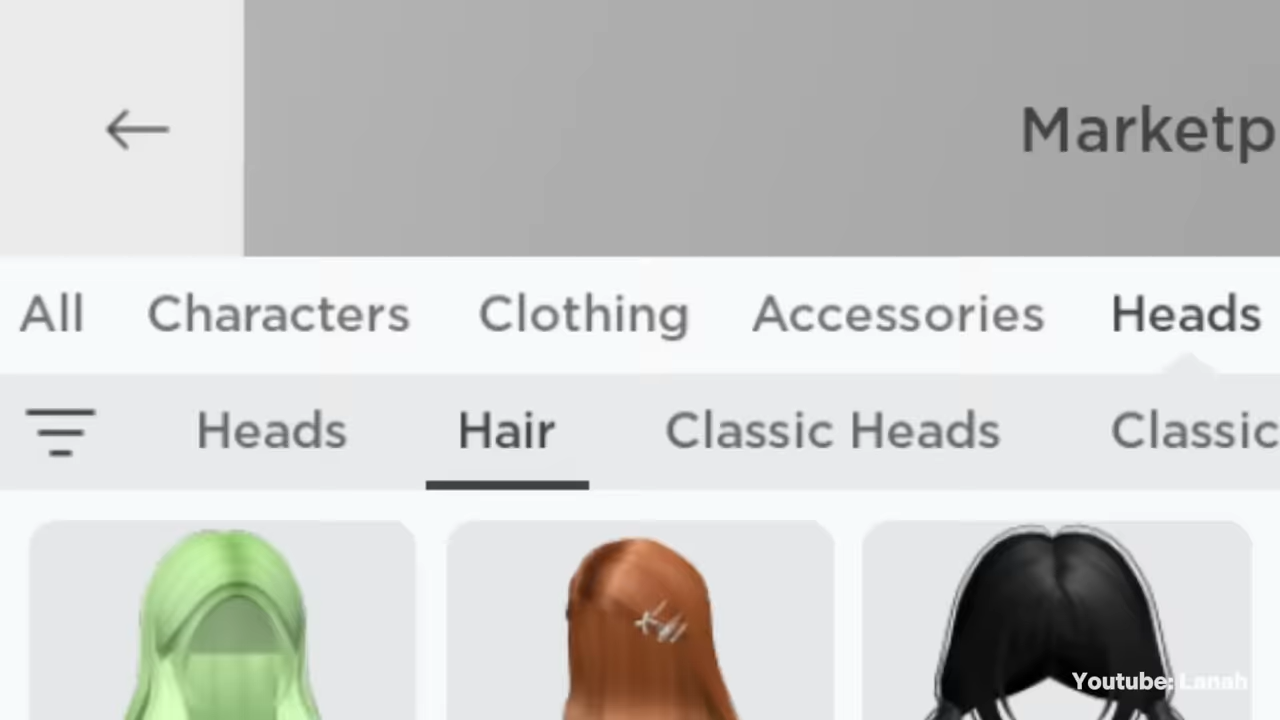 Marketp
All Characters Clothing Accessories Heads
Heads Hair Classic Heads Classic
Youtube: Lanah